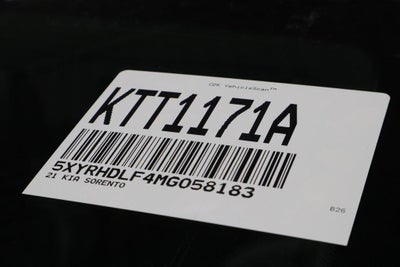 CDK VehicleScan™
KTT1171A
5XYRHDLF4MG058183
21 KIA SORENTO
B26